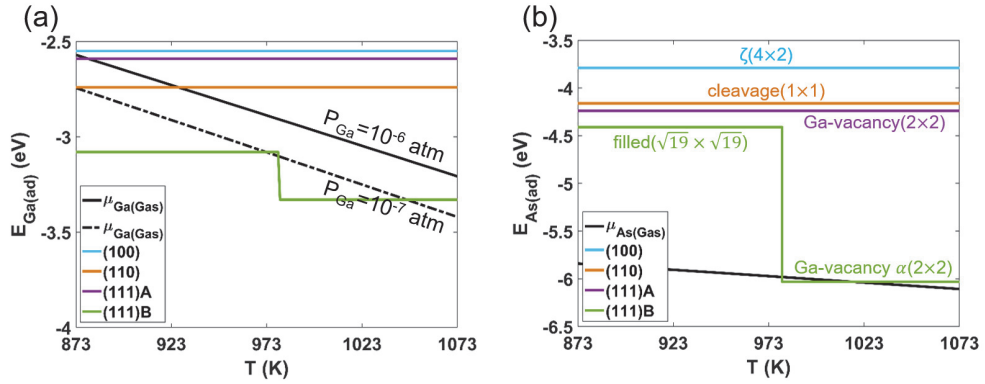 (a)
-2.5
-3
-3.5
-4
E_Ga(ad) (eV)
P_Ga=10^-6 atm
P_Ga=10^-7 atm
μ_Ga(Gas)
μ_Ga(Gas)
(100)
(110)
(111)A
(111)B
873 923 973 1023 1073
T (K)
(b)
-3.5
-4
-4.5
-5
-5.5
-6
-6.5
E_As(ad) (eV)
ζ(4×2)
cleavage(1×1)
Ga-vacancy(2×2)
filled(√19 × √19)
Ga-vacancy α(2×2)
μ_As(Gas)
(100)
(110)
(111)A
(111)B
873 923 973 1023 1073
T (K)